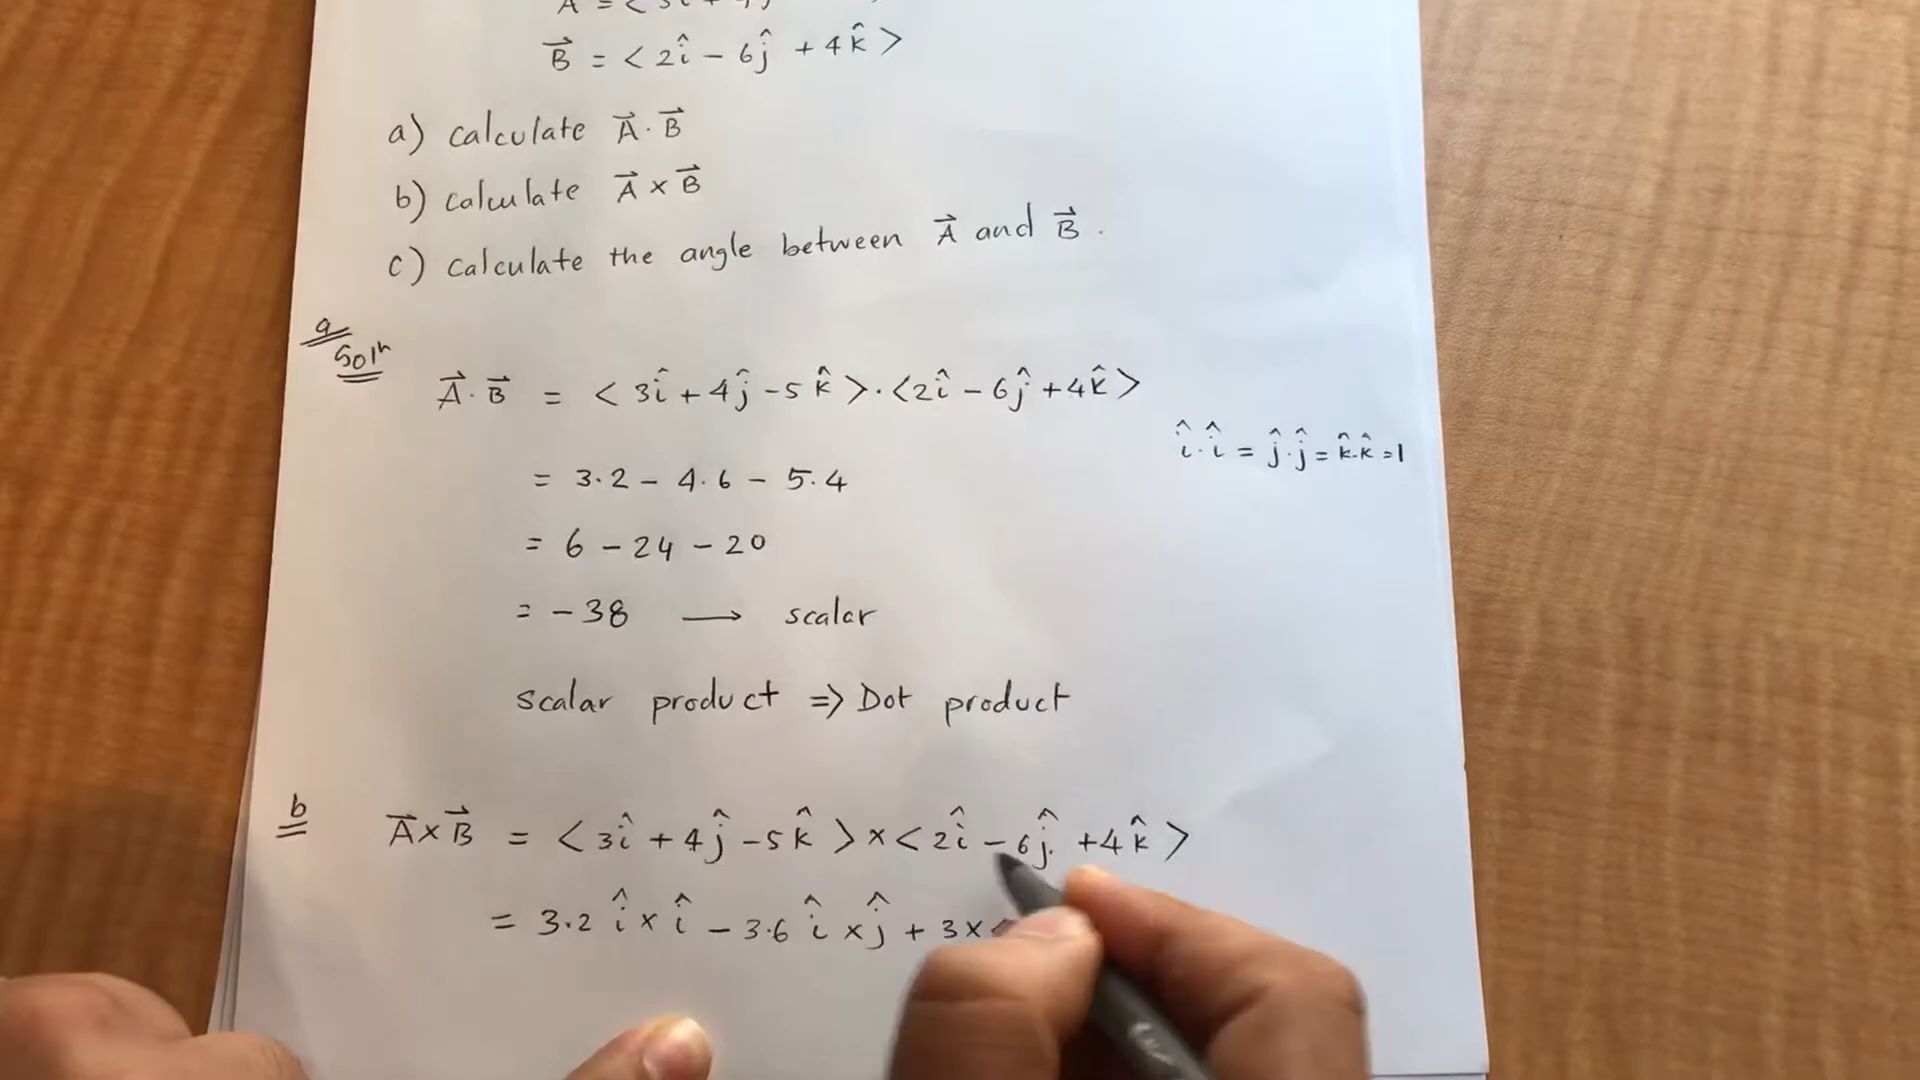 A = < 3i + 4j
B⃗ = < 2î − 6ĵ + 4k̂ >
a) calculate A⃗ · B⃗
b) calculate A⃗ × B⃗
c) calculate the angle between A⃗ and B⃗ .
a
Solⁿ
A⃗ · B⃗ = < 3î + 4ĵ − 5k̂ > · < 2î − 6ĵ + 4k̂ >
î · î = ĵ · ĵ = k̂ · k̂ = 1
= 3·2 − 4·6 − 5·4
= 6 − 24 − 20
= −38 ⟶ scalar
scalar product ⇒ Dot product
b
A⃗ × B⃗ = < 3î + 4ĵ − 5k̂ > × < 2î − 6ĵ + 4k̂ >
= 3·2 î × î − 3·6 î × ĵ + 3 ×